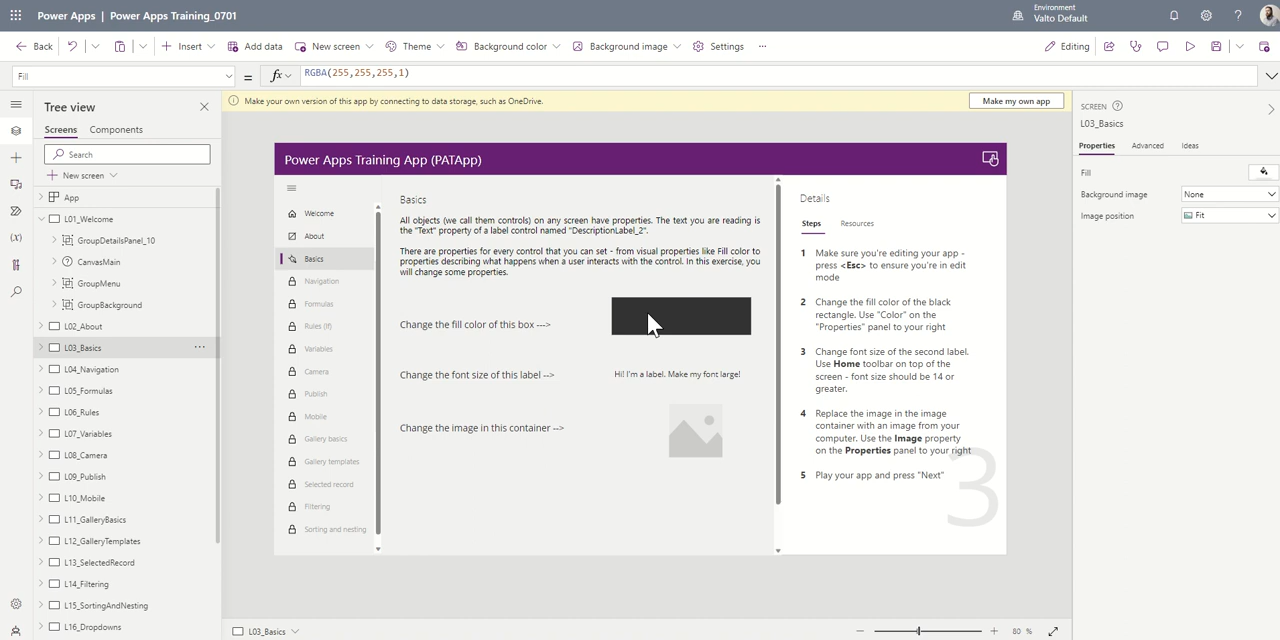 Power Apps | Power Apps Training_0701
Environment
Valto Default
?
Back
Insert
Add data
New screen
Theme
Background color
Background image
Settings
...
Editing
Fill
=
fx
RGBA(255,255,255,1)
Tree view
Screens
Components
Search
New screen
App
L01_Welcome
GroupDetailsPanel_10
CanvasMain
GroupMenu
GroupBackground
L02_About
L03_Basics
...
L04_Navigation
L05_Formulas
L06_Rules
L07_Variables
L08_Camera
L09_Publish
L10_Mobile
L11_GalleryBasics
L12_GalleryTemplates
L13_SelectedRecord
L14_Filtering
L15_SortingAndNesting
L16_Dropdowns
(x)
Make your own version of this app by connecting to data storage, such as OneDrive.
Make my own app
Power Apps Training App (PATApp)
Welcome
About
Basics
Navigation
Formulas
Rules (If)
Variables
Camera
Publish
Mobile
Gallery basics
Gallery templates
Selected record
Filtering
Sorting and nesting
Basics
All objects (we call them controls) on any screen have properties. The text you are reading is
the "Text" property of a label control named "DescriptionLabel_2".
There are properties for every control that you can set - from visual properties like Fill color to
properties describing what happens when a user interacts with the control. In this exercise, you
will change some properties.
Change the fill color of this box --->
Change the font size of this label -->
Hi! I'm a label. Make my font large!
Change the image in this container -->
Details
Steps
Resources
1 Make sure you're editing your app -
press <Esc> to ensure you're in edit
mode
2 Change the fill color of the black
rectangle. Use "Color" on the
"Properties" panel to your right
3 Change font size of the second label.
Use Home toolbar on top of the
screen - font size should be 14 or
greater.
4 Replace the image in the image
container with an image from your
computer. Use the Image property
on the Properties panel to your right
5 Play your app and press "Next"
3
L03_Basics
80 %
SCREEN ?
L03_Basics
Properties
Advanced
Ideas
Fill
Background image
None
Image position
Fit